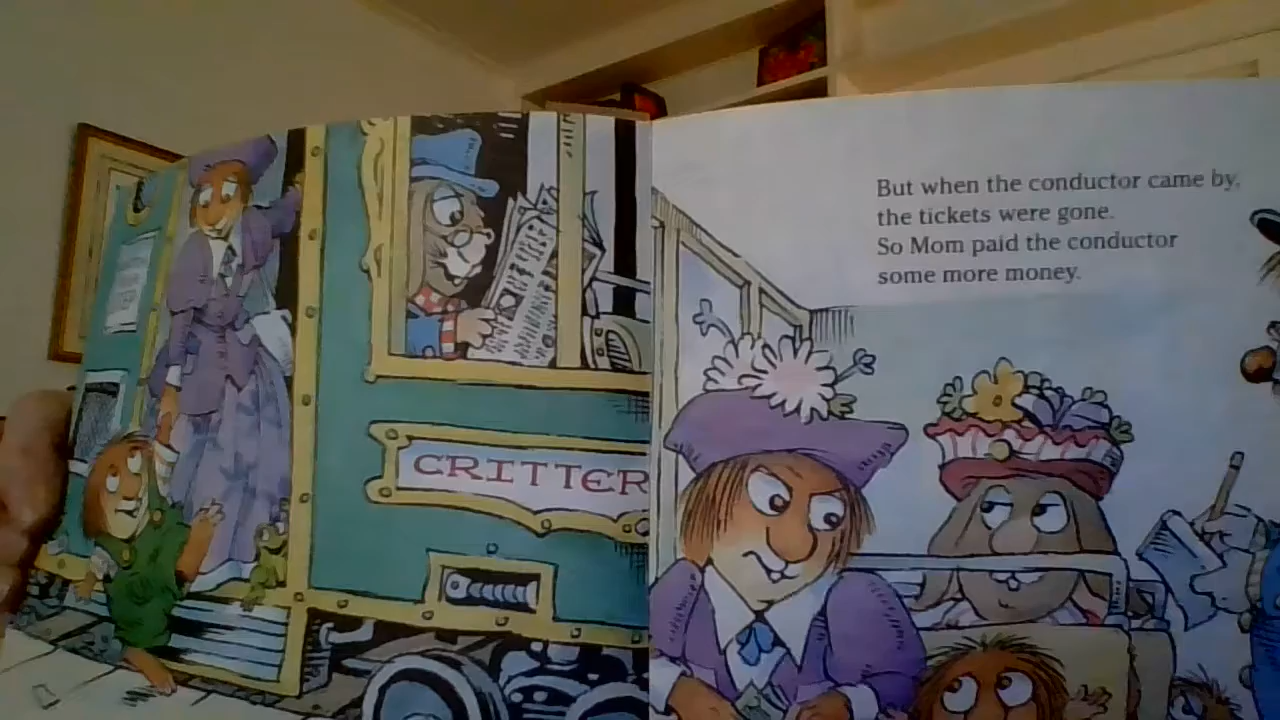 CRITTER
But when the conductor came by,
the tickets were gone.
So Mom paid the conductor
some more money.